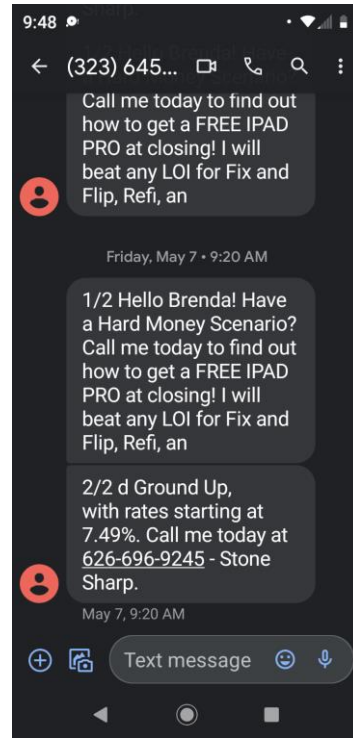 9:48
(323) 645...
Call me today to find out
how to get a FREE IPAD
PRO at closing! I will
beat any LOI for Fix and
Flip, Refi, an
Friday, May 7 • 9:20 AM
1/2 Hello Brenda! Have
a Hard Money Scenario?
Call me today to find out
how to get a FREE IPAD
PRO at closing! I will
beat any LOI for Fix and
Flip, Refi, an
2/2 d Ground Up,
with rates starting at
7.49%. Call me today at
626-696-9245 - Stone
Sharp.
May 7, 9:20 AM
Text message